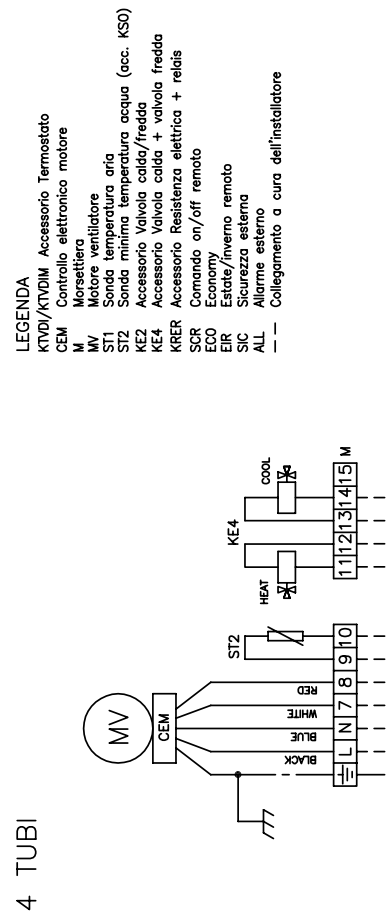 4 TUBI
LEGENDA
KTVDI/KTVDIM Accessorio Termostato
CEM Controllo elettronico motore
M Morsettiera
MV Motore ventilatore
ST1 Sonda temperatura aria
ST2 Sonda minima temperatura acqua (acc. KSO)
KE2 Accessorio Valvola calda/fredda
KE4 Accessorio Valvola calda + valvola fredda
KRER Accessorio Resistenza elettrica + relais
SCR Comando on/off remoto
ECO Economy
EIR Estate/inverno remoto
SIC Sicurezza esterna
ALL Allarme esterno
-- Collegamento a cura dell'installatore
MV
CEM
BLACK
BLUE
WHITE
RED
ST2
HEAT
KE4
COOL
L N 7 8 9 10
11 12 13 14 15 M